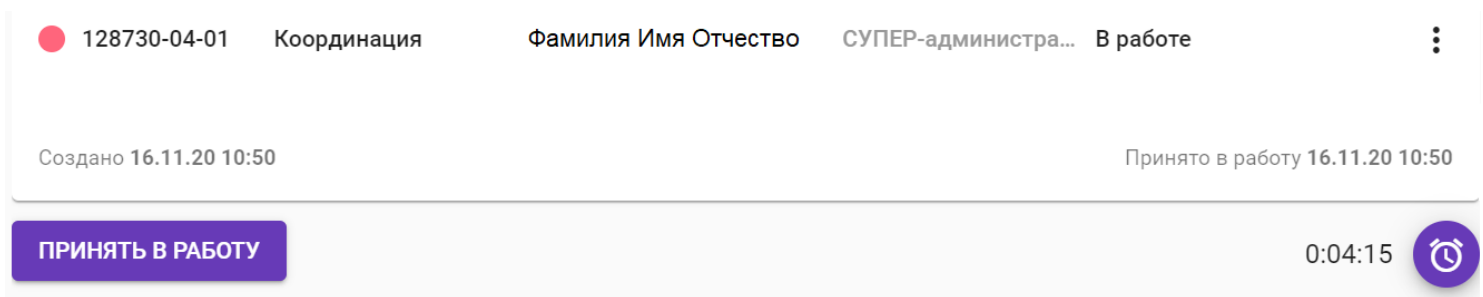 128730-04-01 Координация Фамилия Имя Отчество СУПЕР-администра... В работе
Создано 16.11.20 10:50 Принято в работу 16.11.20 10:50
ПРИНЯТЬ В РАБОТУ 0:04:15